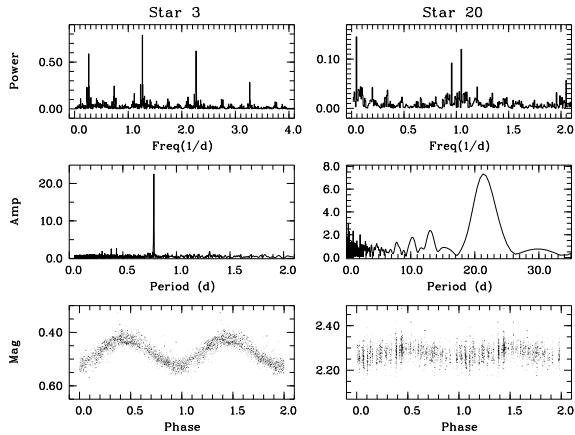 Star 3
Star 20
Power
0.50
0.00
0.10
0.00
0.0 1.0 2.0 3.0 4.0
0.0 0.5 1.0 1.5 2.0
Freq(1/d)
Freq(1/d)
Amp
20.0
10.0
0.0
8.0
6.0
4.0
2.0
0.0
0.0 0.5 1.0 1.5 2.0
0.0 10.0 20.0 30.0
Period (d)
Period (d)
Mag
0.40
0.60
2.40
2.20
0.0 0.5 1.0 1.5 2.0
0.0 0.5 1.0 1.5 2.0
Phase
Phase